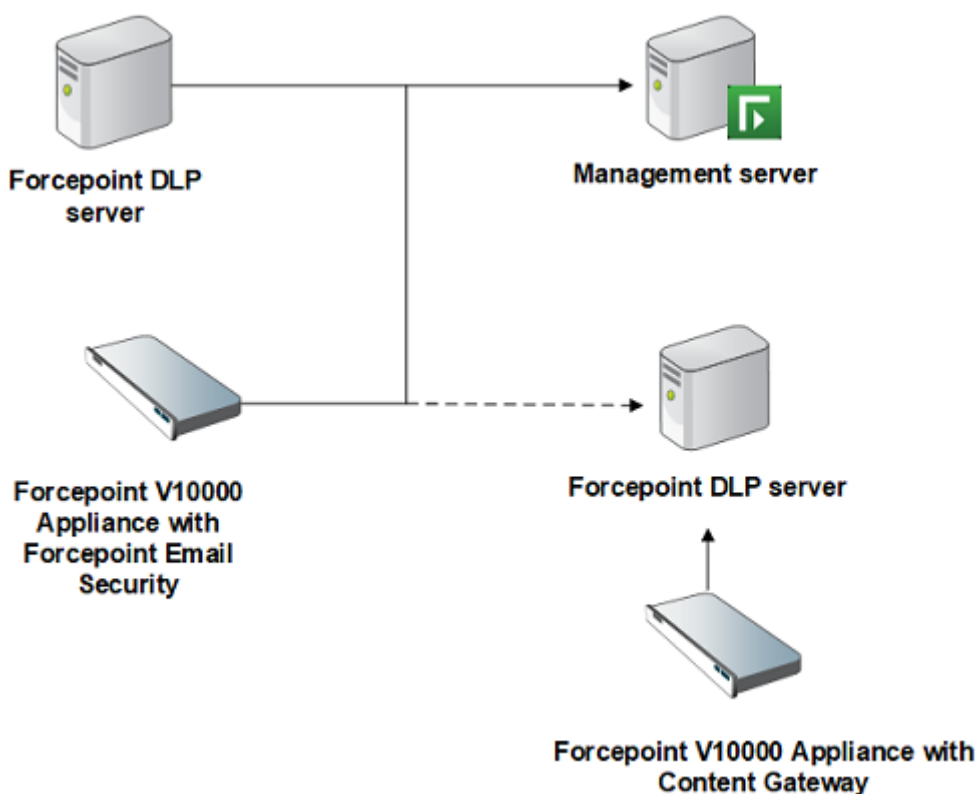 Forcepoint DLP
server
Management server
Forcepoint V10000
Appliance with
Forcepoint Email
Security
Forcepoint DLP server
Forcepoint V10000 Appliance with
Content Gateway